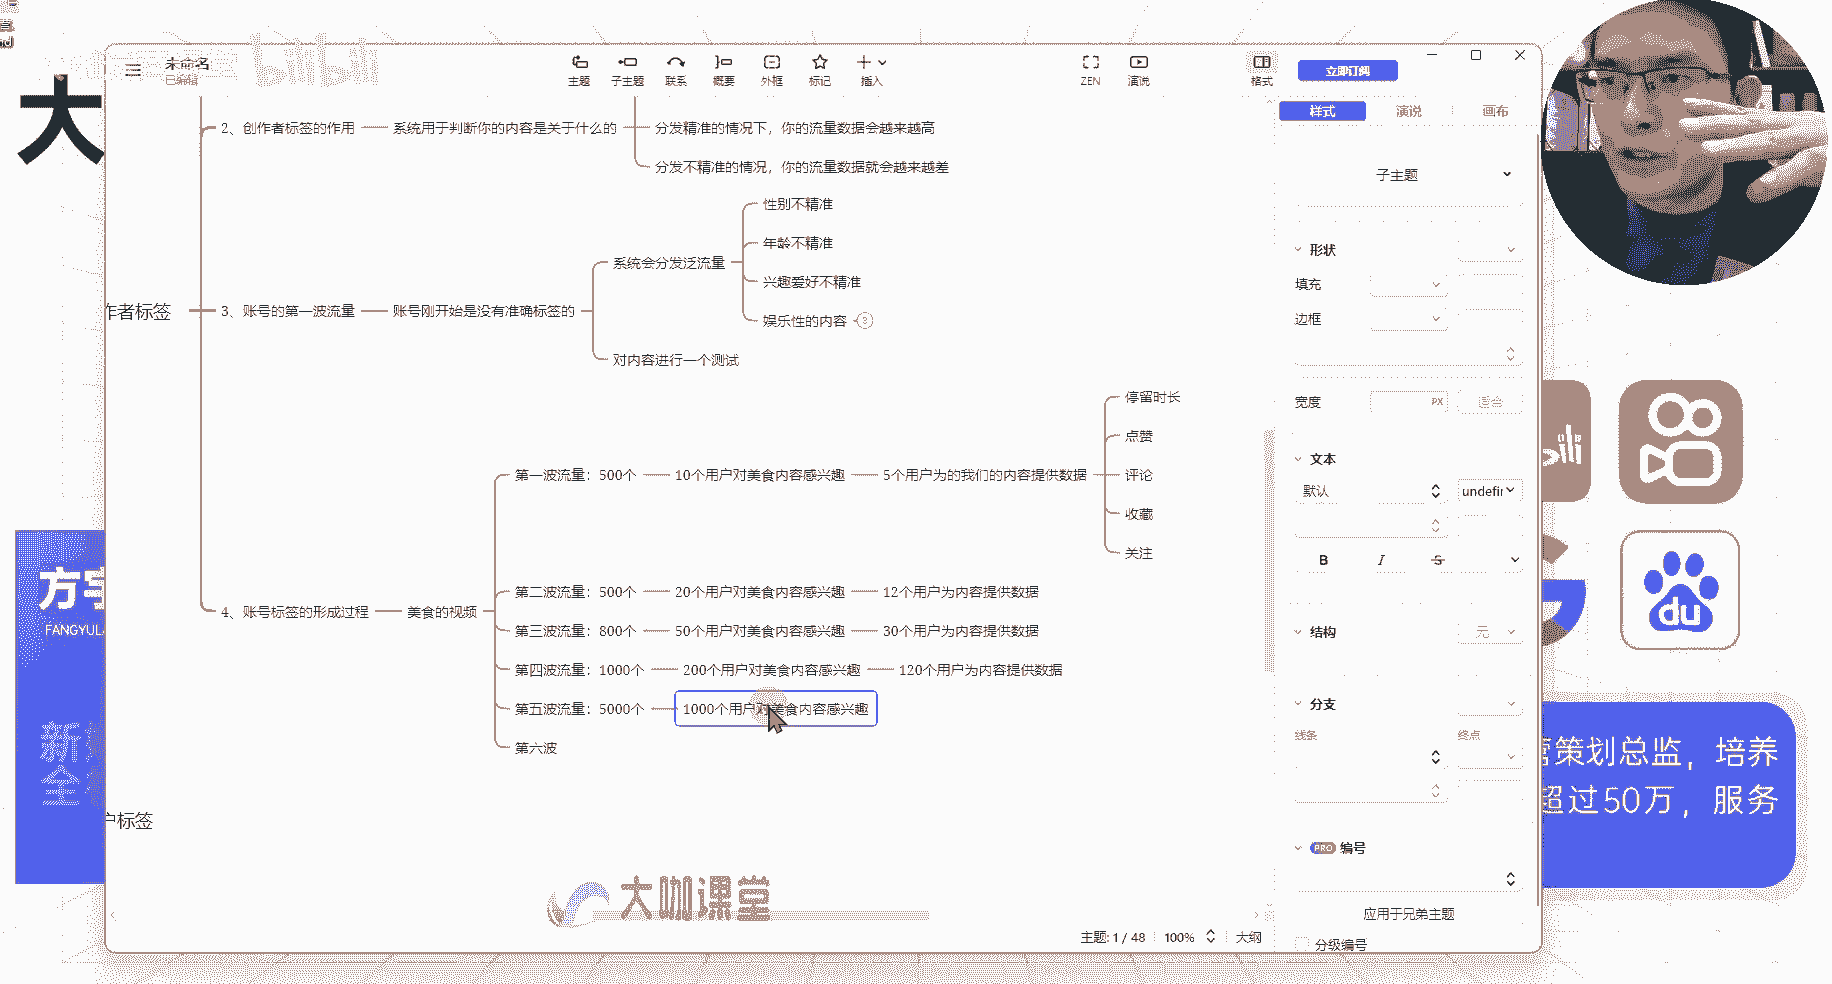 大
bilibili
未命名
已编辑
主题
子主题
联系
概要
外框
标记
插入
ZEN
演说
格式
立即订阅
样式
演说
画布
2、创作者标签的作用
系统用于判断你的内容是关于什么的
分发精准的情况下，你的流量数据会越来越高
分发不精准的情况，你的流量数据就会越来越差
作者标签
3、账号的第一波流量
账号刚开始是没有准确标签的
系统会分发泛流量
性别不精准
年龄不精准
兴趣爱好不精准
娱乐性的内容
对内容进行一个测试
4、账号标签的形成过程
美食的视频
第一波流量：500个
10个用户对美食内容感兴趣
5个用户为的我们的内容提供数据
停留时长
点赞
评论
收藏
关注
第二波流量：500个
20个用户对美食内容感兴趣
12个用户为内容提供数据
第三波流量：800个
50个用户对美食内容感兴趣
30个用户为内容提供数据
第四波流量：1000个
200个用户对美食内容感兴趣
120个用户为内容提供数据
第五波流量：5000个
1000个用户对美食内容感兴趣
第六波
户标签
子主题
形状
填充
边框
宽度
PX
适合
文本
默认
undefir
B
I
S
结构
无
分支
线条
终点
PRO 编号
应用于兄弟主题
分级编号
主题: 1 / 48
100%
大纲
大咖课堂
方宇
FANGYULA
新
全
du
营策划总监，培养
超过50万，服务